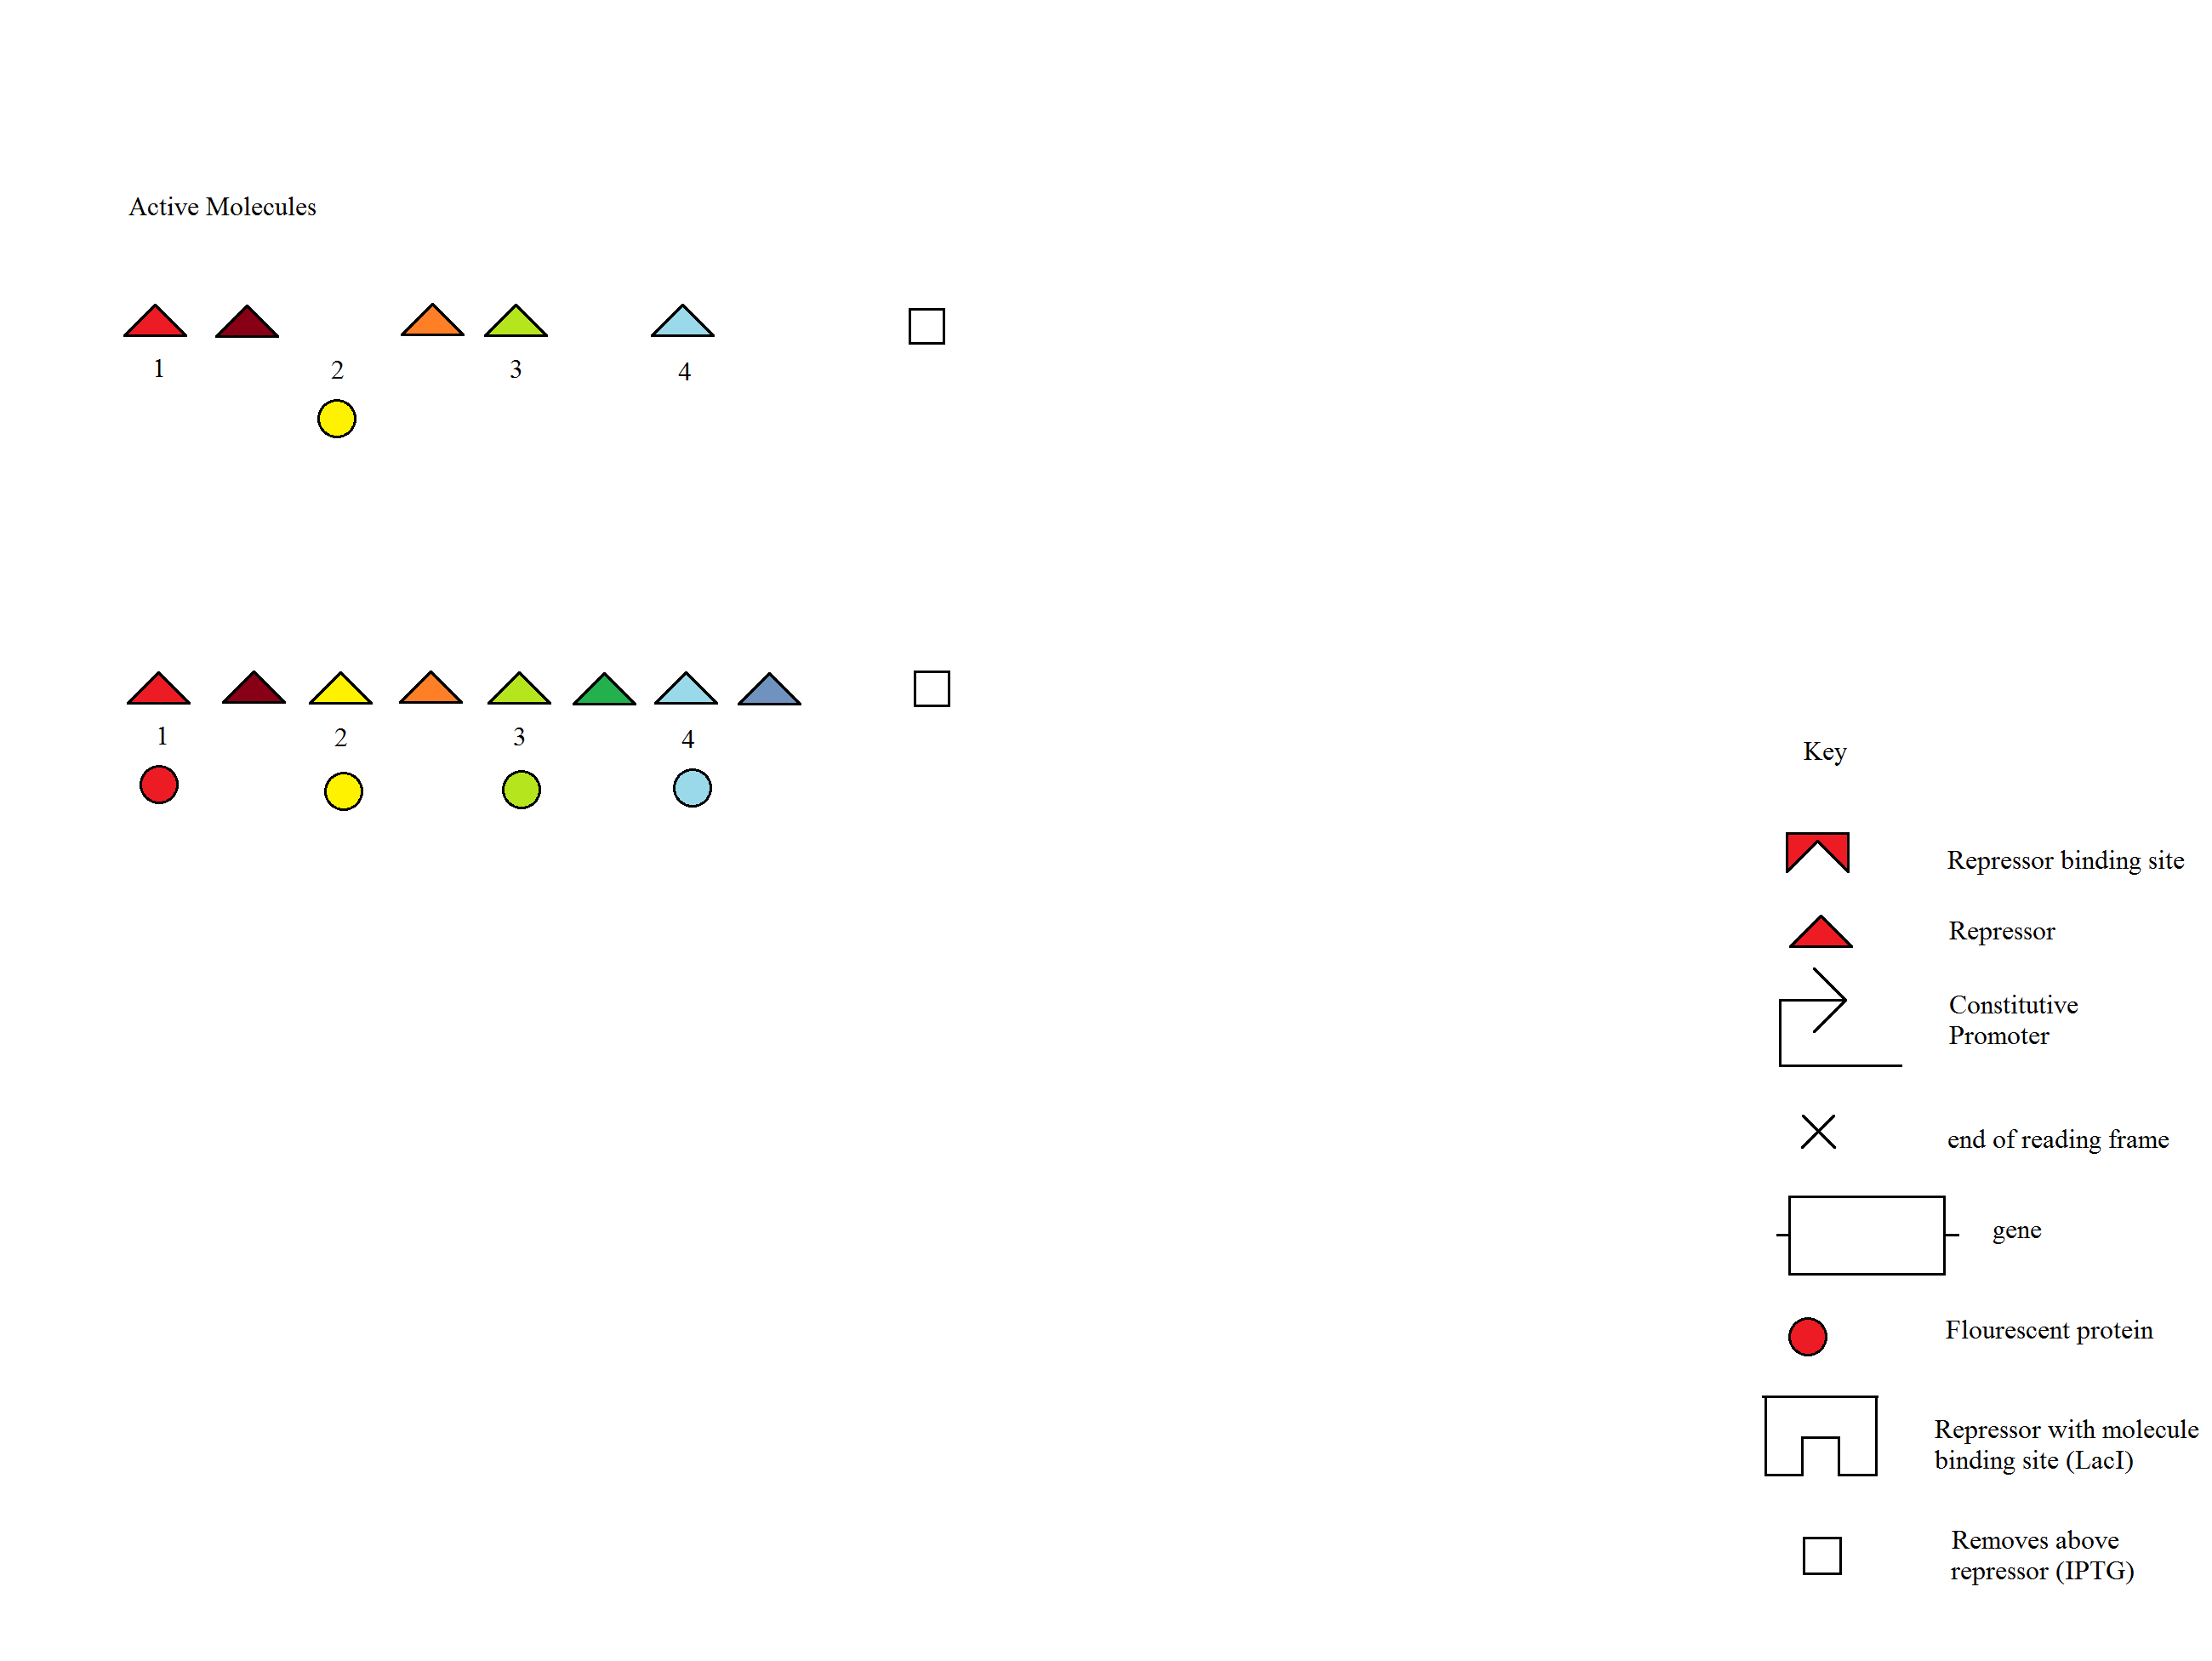 Active Molecules
1
2
3
4
1
2
3
4
Key
Repressor binding site
Repressor
Constitutive
Promoter
end of reading frame
gene
Flourescent protein
Repressor with molecule
binding site (LacI)
Removes above
repressor (IPTG)